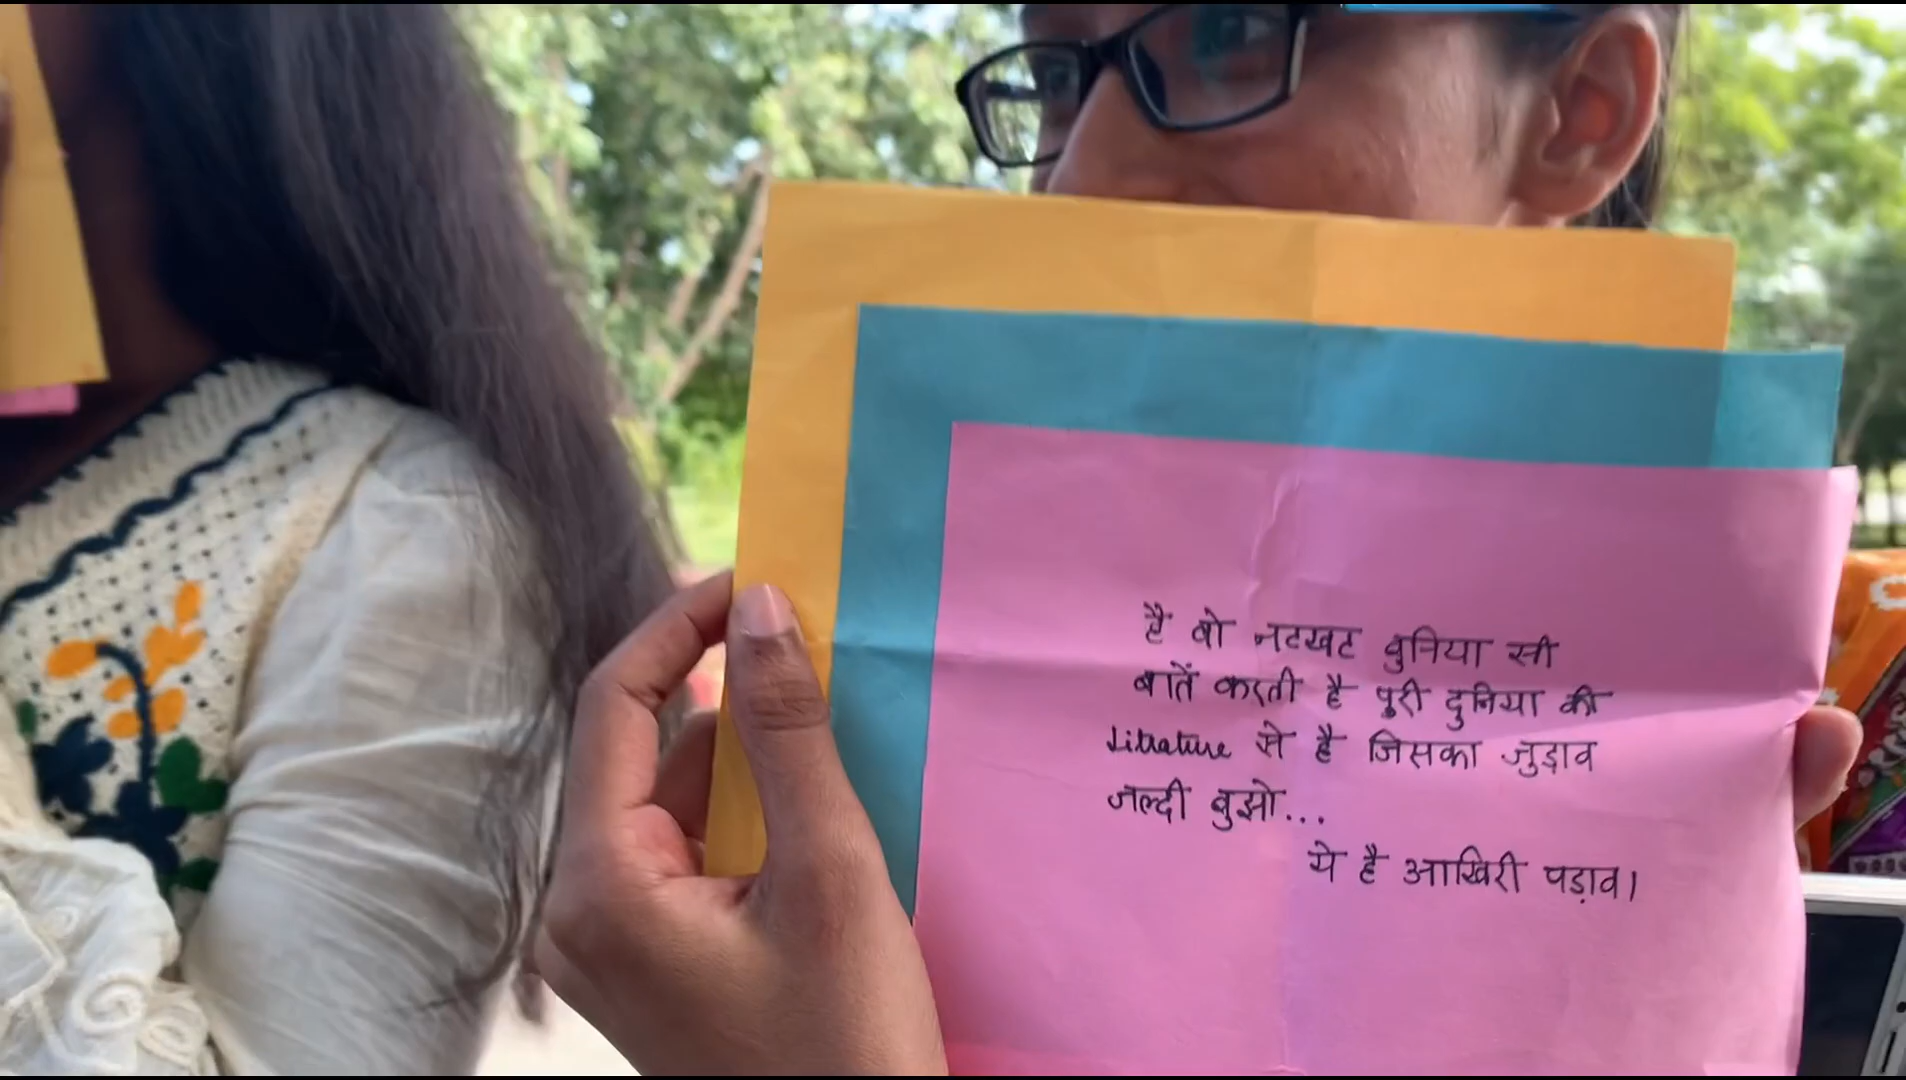 है वो नटखट बुनिया सी
बातें करती है पूरी दुनिया की
Litrature से है जिसका जुड़ाव
जल्दी बुझो...
ये है आखिरी पड़ाव।